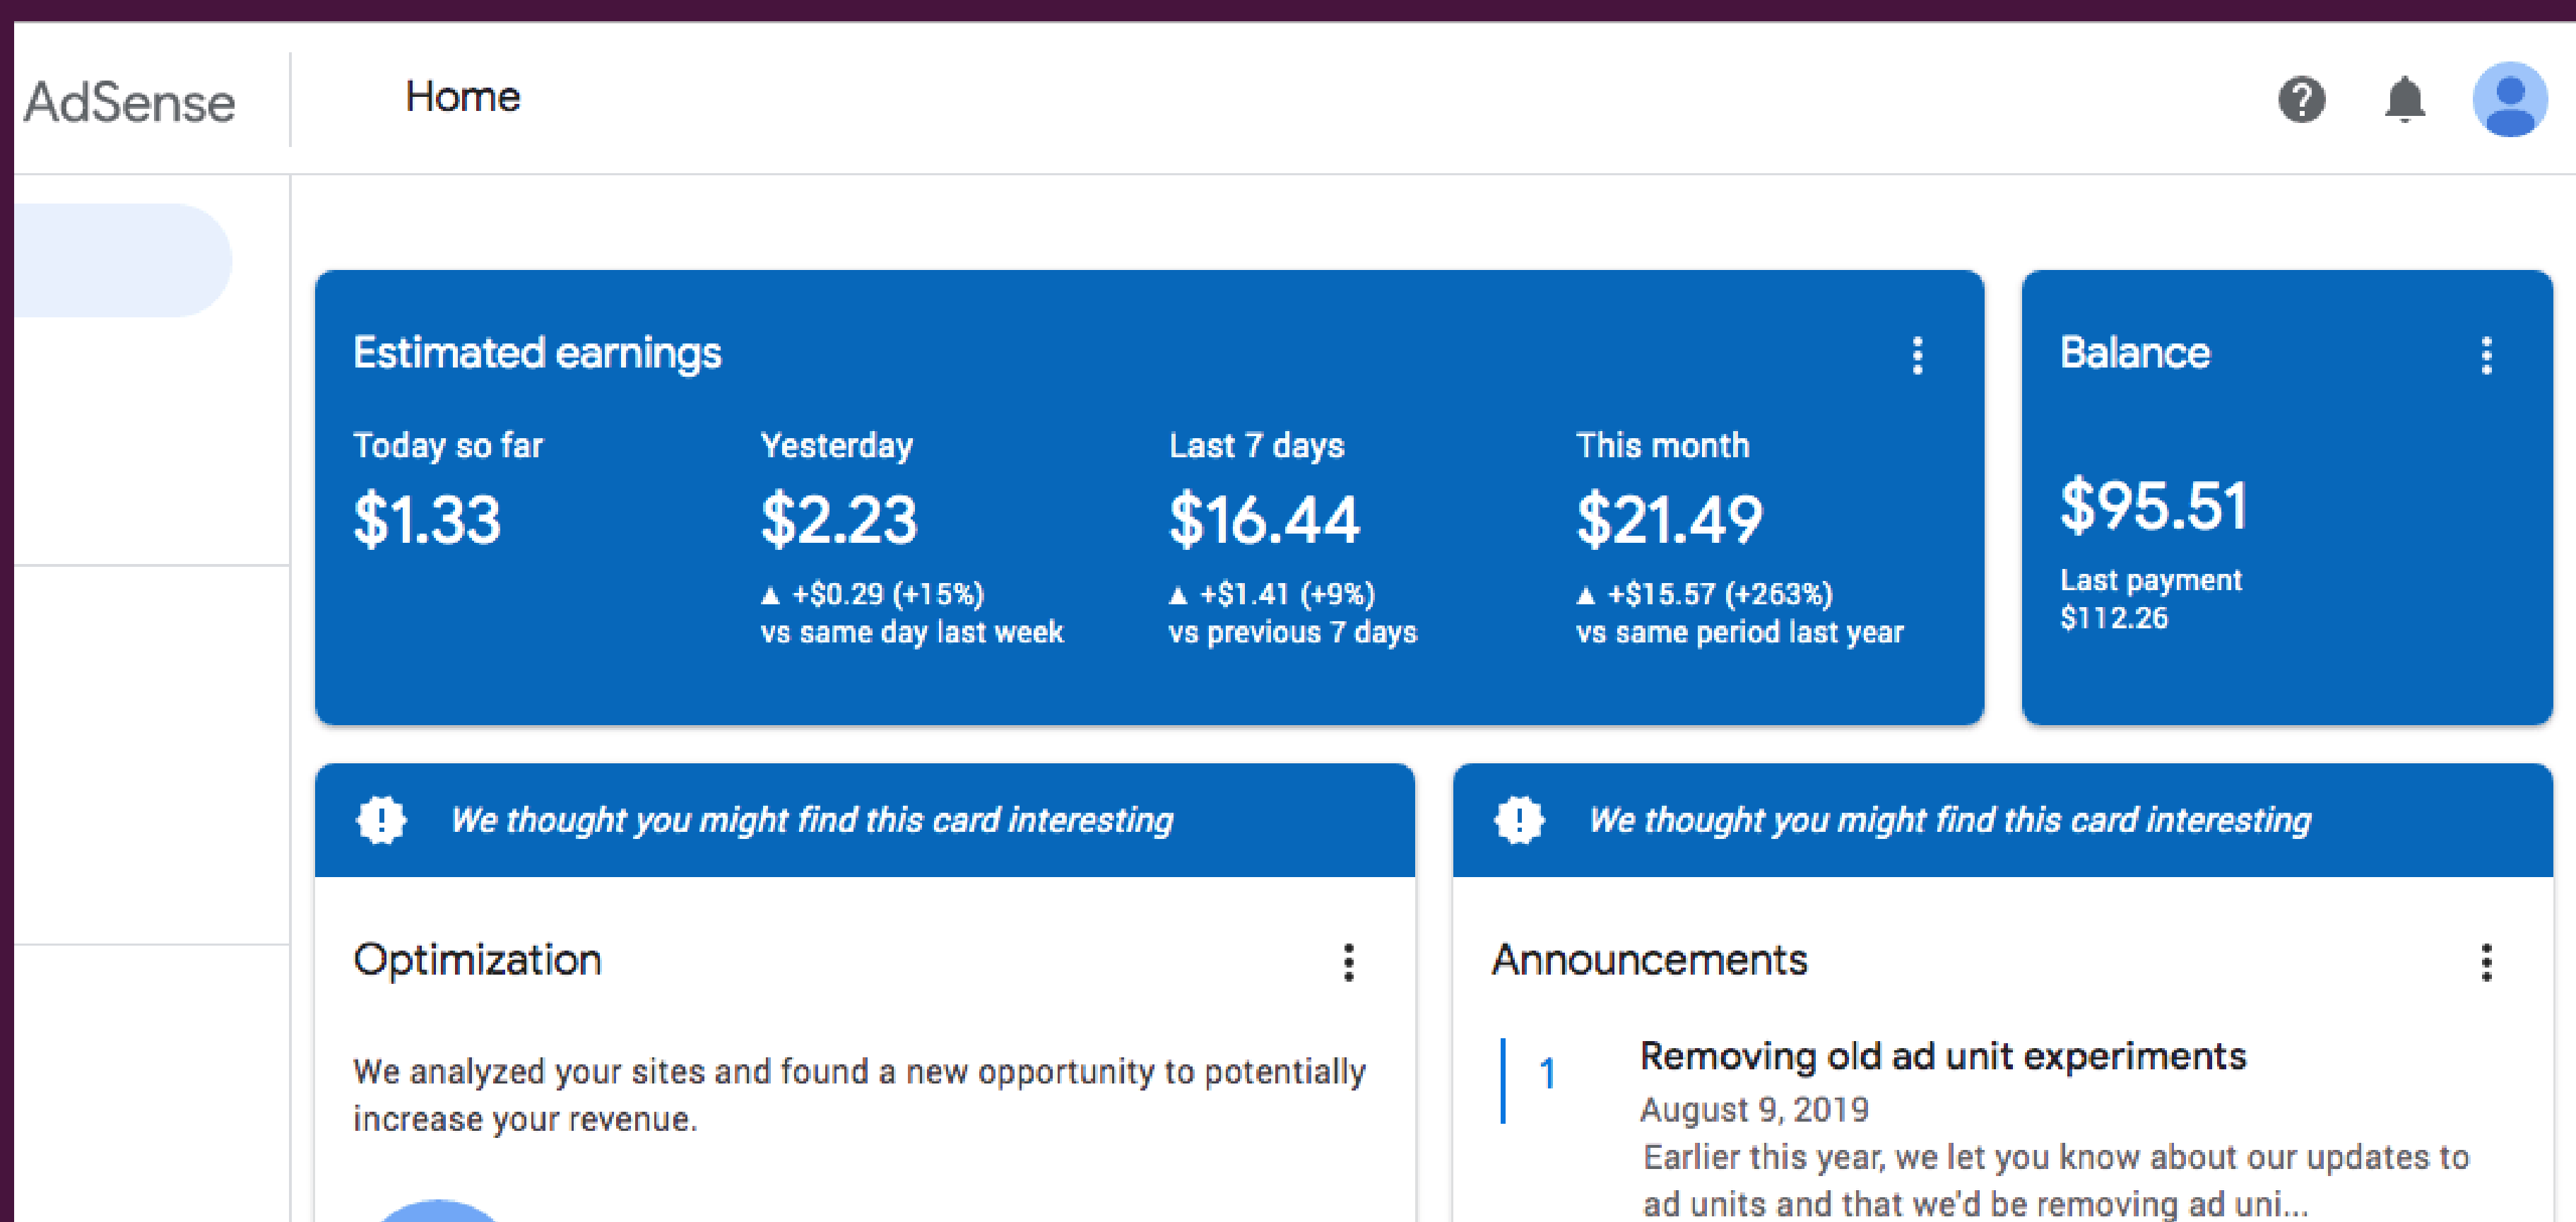 AdSense
Home
Estimated earnings
Today so far
$1.33
Yesterday
$2.23
▲ +$0.29 (+15%)
vs same day last week
Last 7 days
$16.44
▲ +$1.41 (+9%)
vs previous 7 days
This month
$21.49
▲ +$15.57 (+263%)
vs same period last year
Balance
$95.51
Last payment
$112.26
We thought you might find this card interesting
Optimization
We analyzed your sites and found a new opportunity to potentially
increase your revenue.
We thought you might find this card interesting
Announcements
1
Removing old ad unit experiments
August 9, 2019
Earlier this year, we let you know about our updates to
ad units and that we'd be removing ad uni...